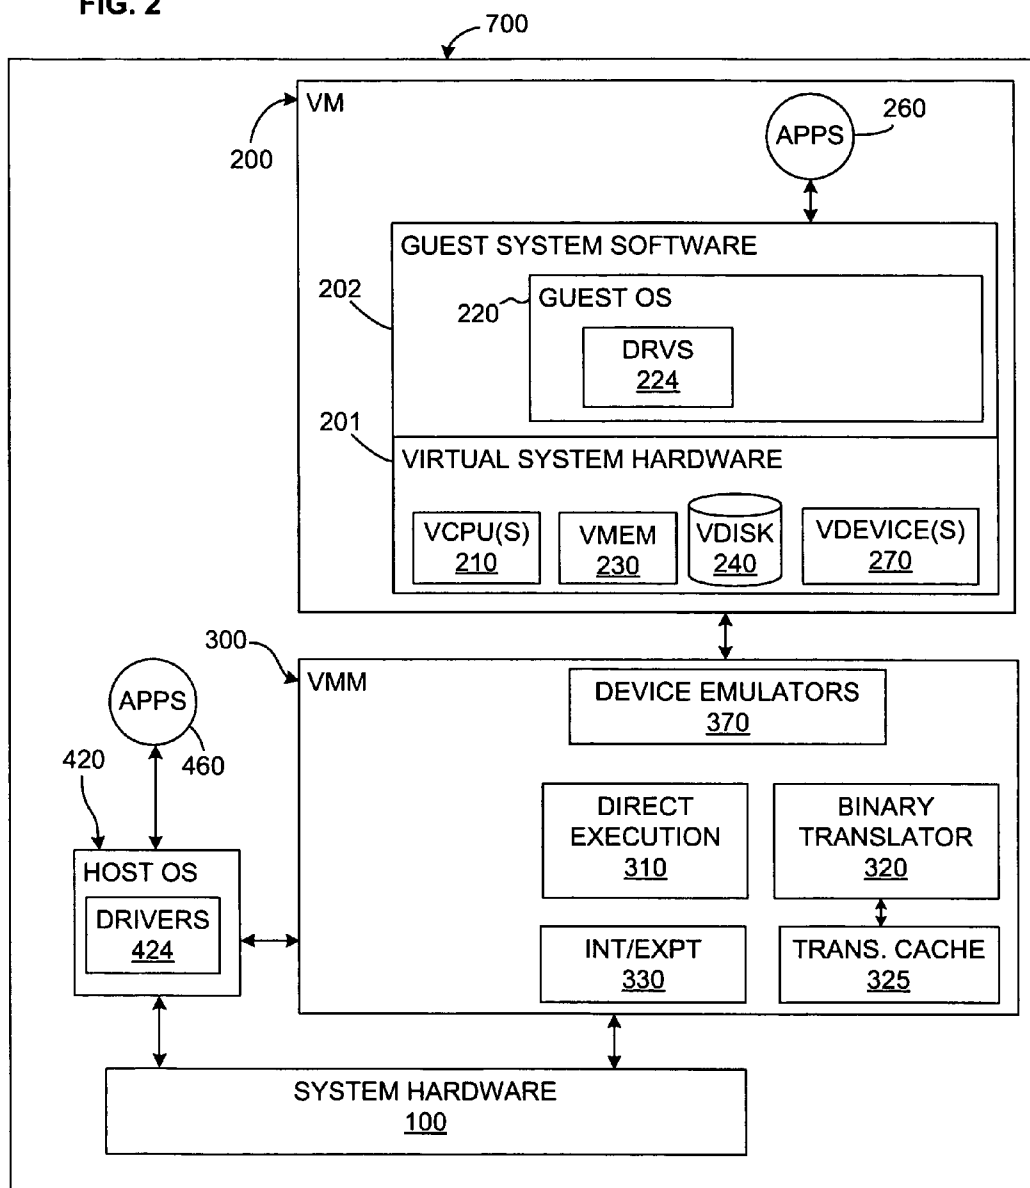 FIG. 2
700
VM
200
APPS
260
GUEST SYSTEM SOFTWARE
202
220
GUEST OS
DRVS
224
201
VIRTUAL SYSTEM HARDWARE
VCPU(S)
210
VMEM
230
VDISK
240
VDEVICE(S)
270
300
VMM
DEVICE EMULATORS
370
APPS
460
420
DIRECT
EXECUTION
310
BINARY
TRANSLATOR
320
HOST OS
DRIVERS
424
INT/EXPT
330
TRANS. CACHE
325
SYSTEM HARDWARE
100